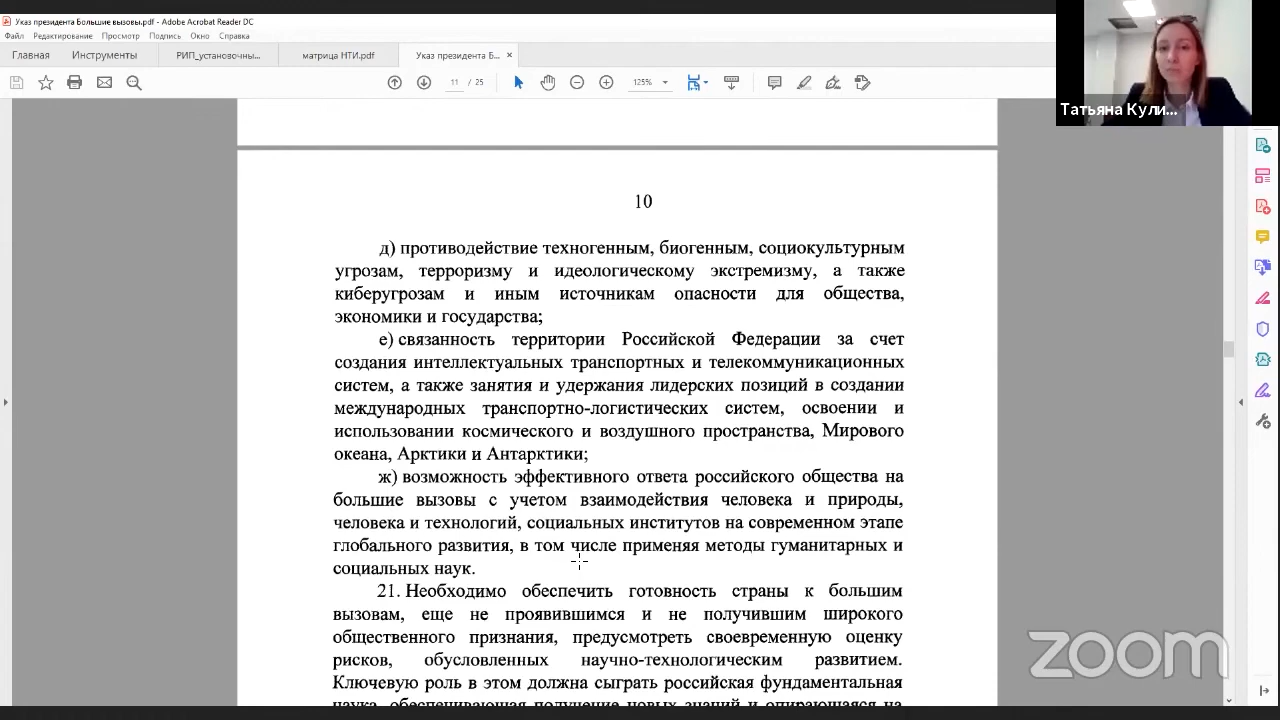 Указ президента Большие вызовы.pdf - Adobe Acrobat Reader DC
Файл Редактирование Просмотр Подпись Окно Справка
Главная Инструменты РИП_установочны... матрица НТИ.pdf Указ президента Б... ×
11 / 25 125%
Татьяна Кули...
10
д) противодействие техногенным, биогенным, социокультурным
угрозам, терроризму и идеологическому экстремизму, а также
киберугрозам и иным источникам опасности для общества,
экономики и государства;
е) связанность территории Российской Федерации за счет
создания интеллектуальных транспортных и телекоммуникационных
систем, а также занятия и удержания лидерских позиций в создании
международных транспортно-логистических систем, освоении и
использовании космического и воздушного пространства, Мирового
океана, Арктики и Антарктики;
ж) возможность эффективного ответа российского общества на
большие вызовы с учетом взаимодействия человека и природы,
человека и технологий, социальных институтов на современном этапе
глобального развития, в том числе применяя методы гуманитарных и
социальных наук.
21. Необходимо обеспечить готовность страны к большим
вызовам, еще не проявившимся и не получившим широкого
общественного признания, предусмотреть своевременную оценку
рисков, обусловленных научно-технологическим развитием.
Ключевую роль в этом должна сыграть российская фундаментальная
наука, обеспечивающая получение новых знаний и опирающаяся на
zoom